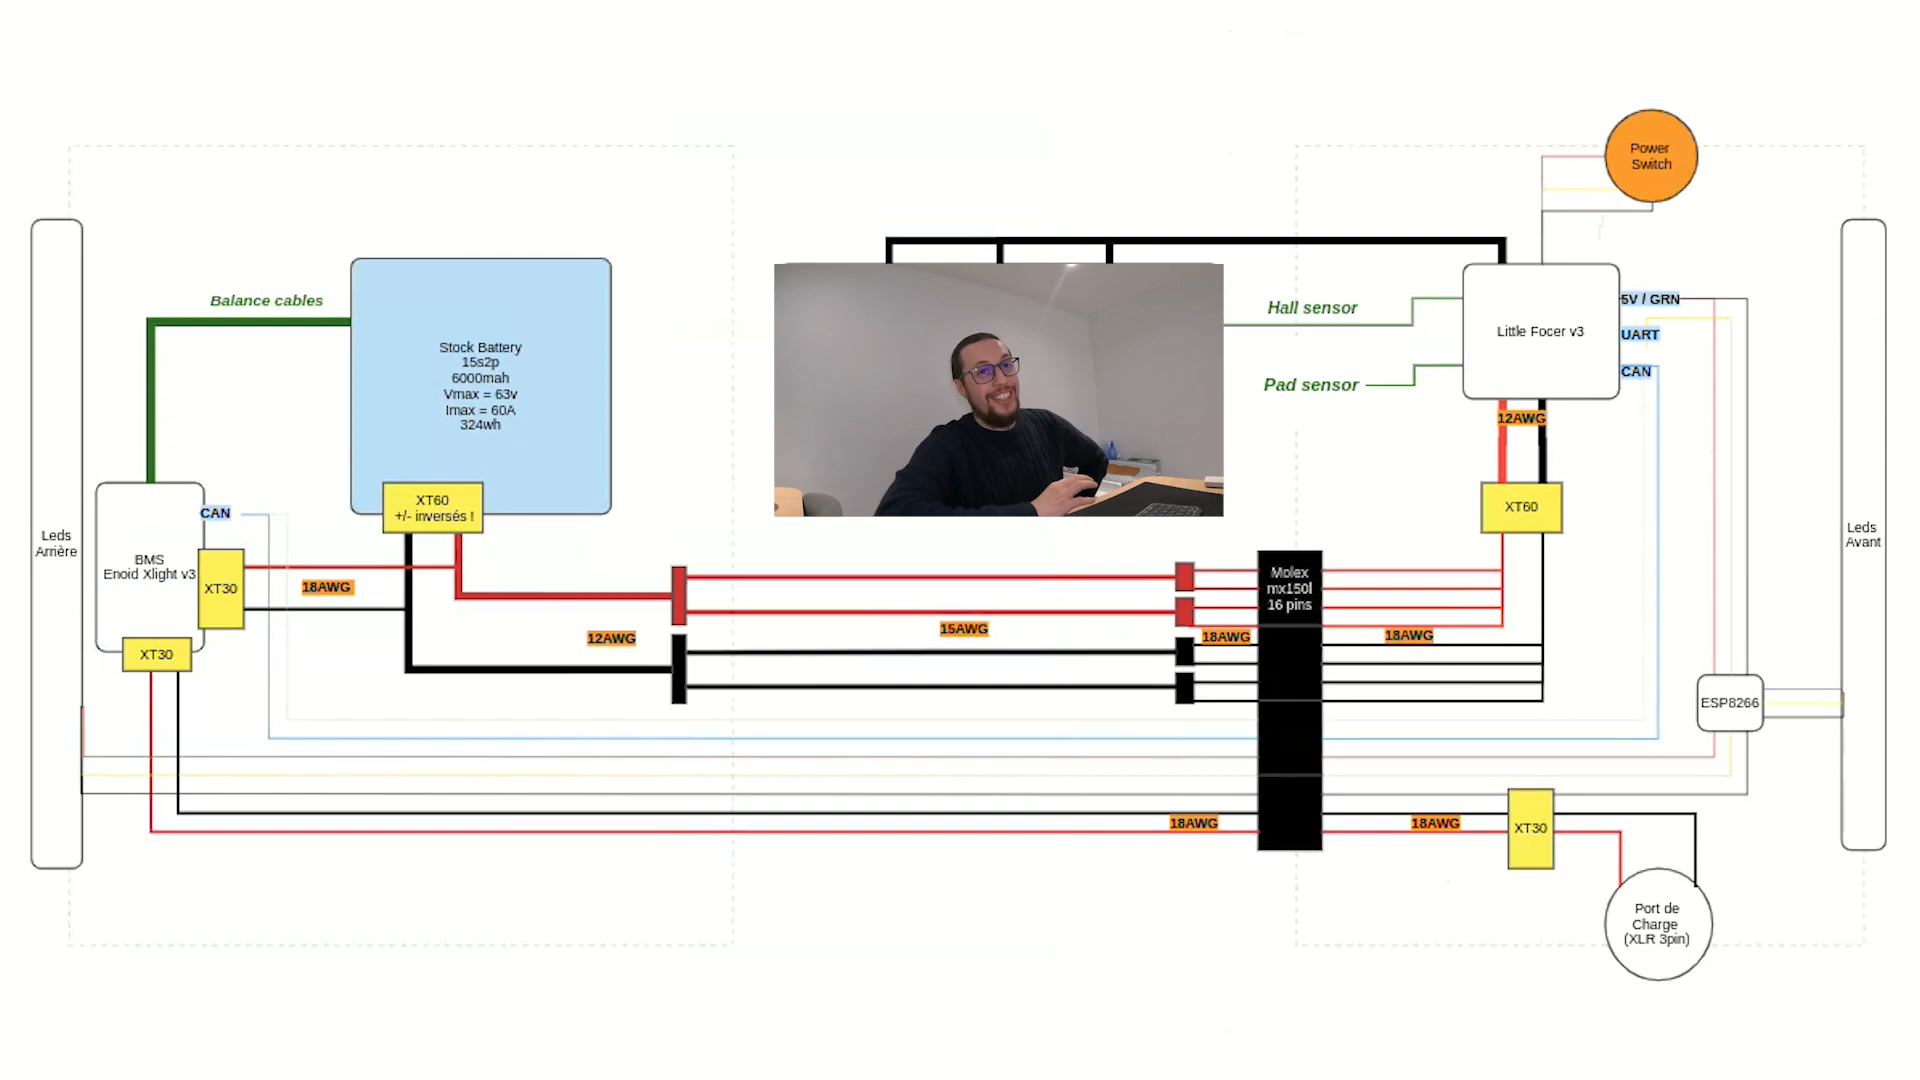 Power
Switch
Balance cables
Hall sensor
5V / GRN
Little Focer v3
UART
Stock Battery
15s2p
6000mah
Vmax = 63v
Imax = 60A
324wh
CAN
Pad sensor
12AWG
XT60
+/- inversés !
XT60
CAN
Leds
Arrière
Leds
Avant
BMS
Enoid Xlight v3
XT30
18AWG
Molex
mx150l
16 pins
12AWG
15AWG
18AWG
18AWG
XT30
ESP8266
18AWG
18AWG
XT30
Port de
Charge
(XLR 3pin)